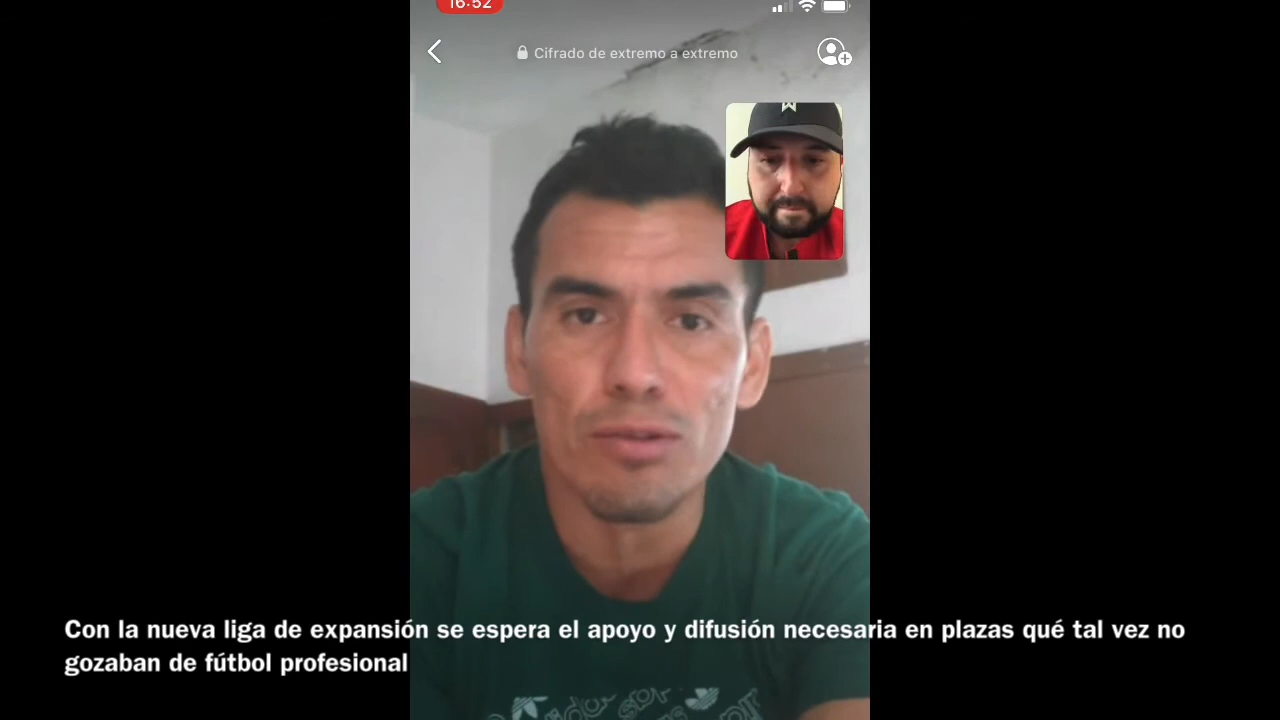 16:52
Cifrado de extremo a extremo
Con la nueva liga de expansión se espera el apoyo y difusión necesaria en plazas qué tal vez no
gozaban de fútbol profesional